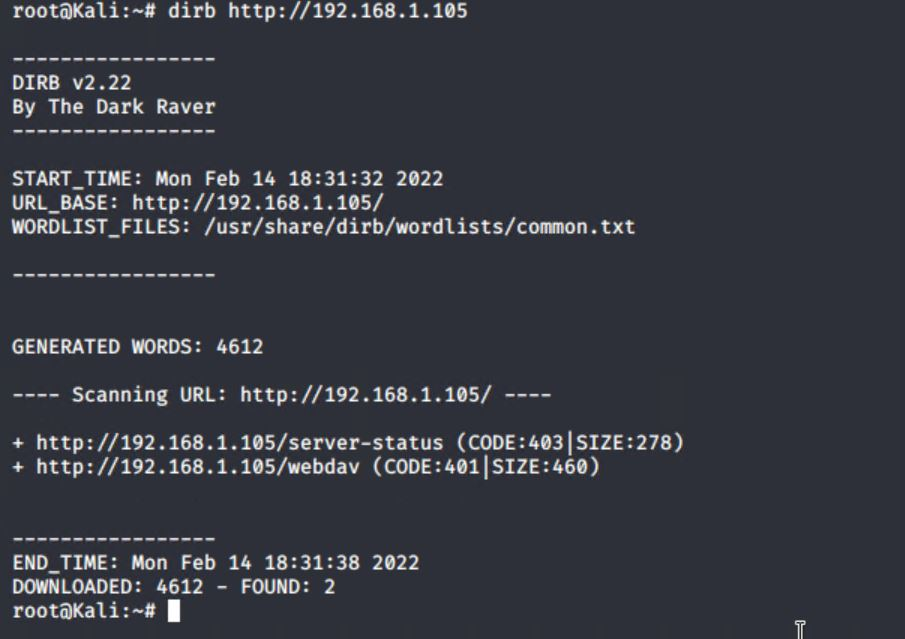 root@Kali:~# dirb http://192.168.1.105
-----------------
DIRB v2.22
By The Dark Raver
-----------------
START_TIME: Mon Feb 14 18:31:32 2022
URL_BASE: http://192.168.1.105/
WORDLIST_FILES: /usr/share/dirb/wordlists/common.txt
-----------------
GENERATED WORDS: 4612
---- Scanning URL: http://192.168.1.105/ ----
+ http://192.168.1.105/server-status (CODE:403|SIZE:278)
+ http://192.168.1.105/webdav (CODE:401|SIZE:460)
-----------------
END_TIME: Mon Feb 14 18:31:38 2022
DOWNLOADED: 4612 - FOUND: 2
root@Kali:~#